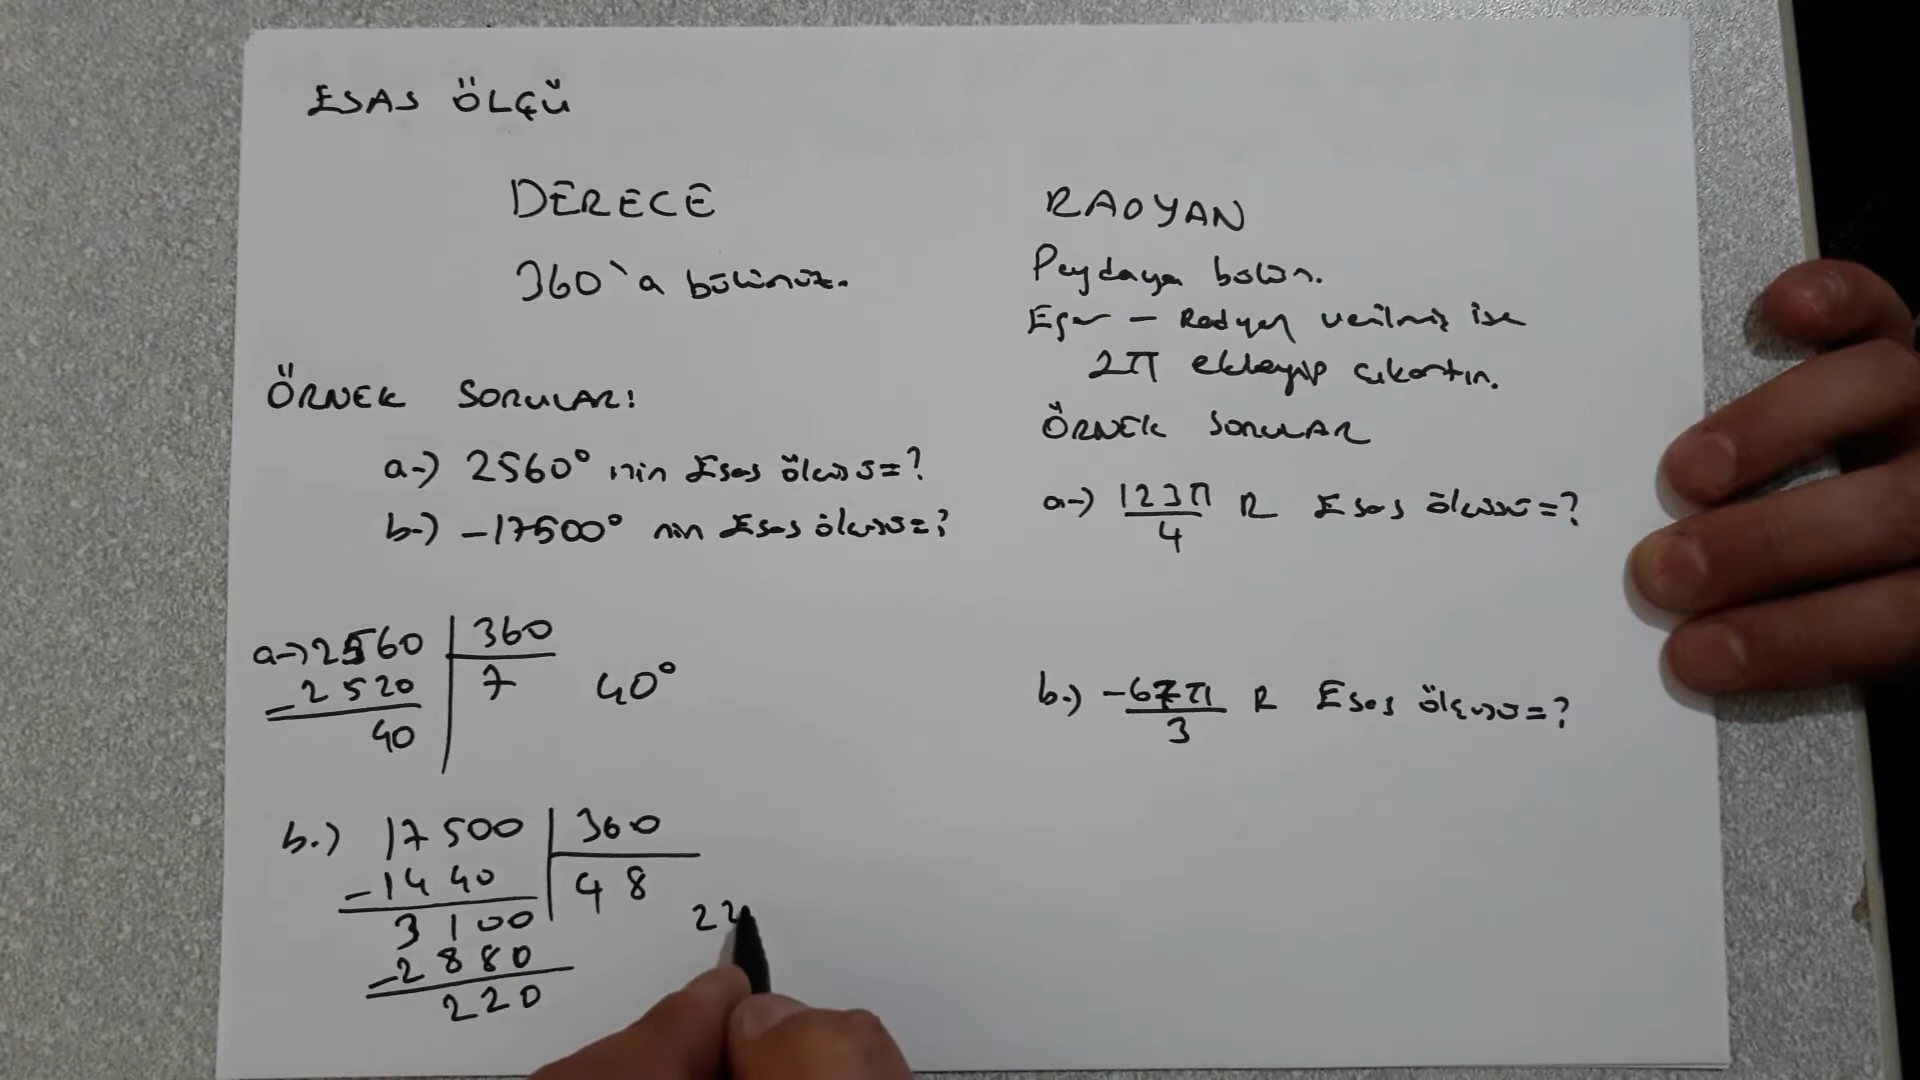 ESAS ÖLÇÜ
DERECE
360`a bölünüz.
ÖRNEK SORULAR!
a-) 2560° nin Esas ölçüsü=?
b-) -17500° nin Esas ölçüsü=?
a-) 2560 | 360
-2520 | 7 40°
40
b.) 17500 | 360
-1440 | 48
3100 22
-2880
220
RADYAN
Paydaya bölün.
Eğer - Radyan verilmiş ise
2π ekleyip çıkartın.
ÖRNEK SORULAR
a-) 123π/4 R Esas ölçüsü=?
b.) -67π/3 R Esas ölçüsü=?